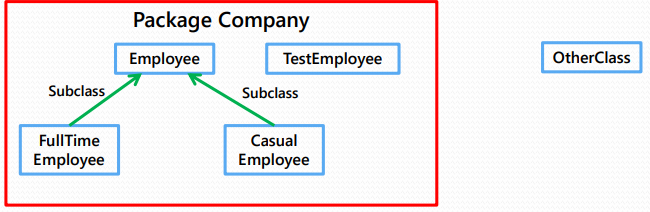 Package Company
Employee
TestEmployee
OtherClass
Subclass
Subclass
FullTime
Employee
Casual
Employee